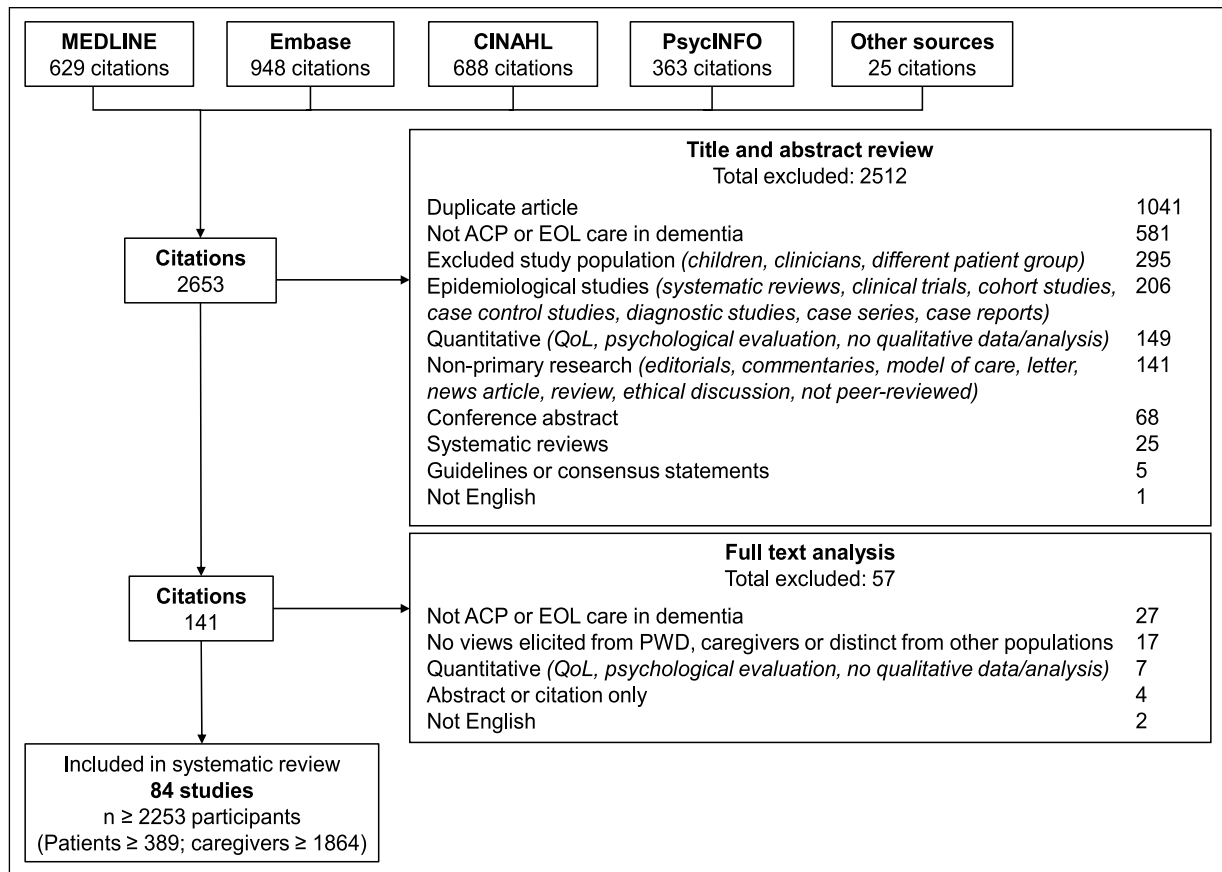 MEDLINE
629 citations
Embase
948 citations
CINAHL
688 citations
PsycINFO
363 citations
Other sources
25 citations
Citations
2653
Title and abstract review
Total excluded: 2512
Duplicate article 1041
Not ACP or EOL care in dementia 581
Excluded study population (children, clinicians, different patient group) 295
Epidemiological studies (systematic reviews, clinical trials, cohort studies, 206
case control studies, diagnostic studies, case series, case reports)
Quantitative (QoL, psychological evaluation, no qualitative data/analysis) 149
Non-primary research (editorials, commentaries, model of care, letter, 141
news article, review, ethical discussion, not peer-reviewed)
Conference abstract 68
Systematic reviews 25
Guidelines or consensus statements 5
Not English 1
Citations
141
Full text analysis
Total excluded: 57
Not ACP or EOL care in dementia 27
No views elicited from PWD, caregivers or distinct from other populations 17
Quantitative (QoL, psychological evaluation, no qualitative data/analysis) 7
Abstract or citation only 4
Not English 2
Included in systematic review
84 studies
n ≥ 2253 participants
(Patients ≥ 389; caregivers ≥ 1864)